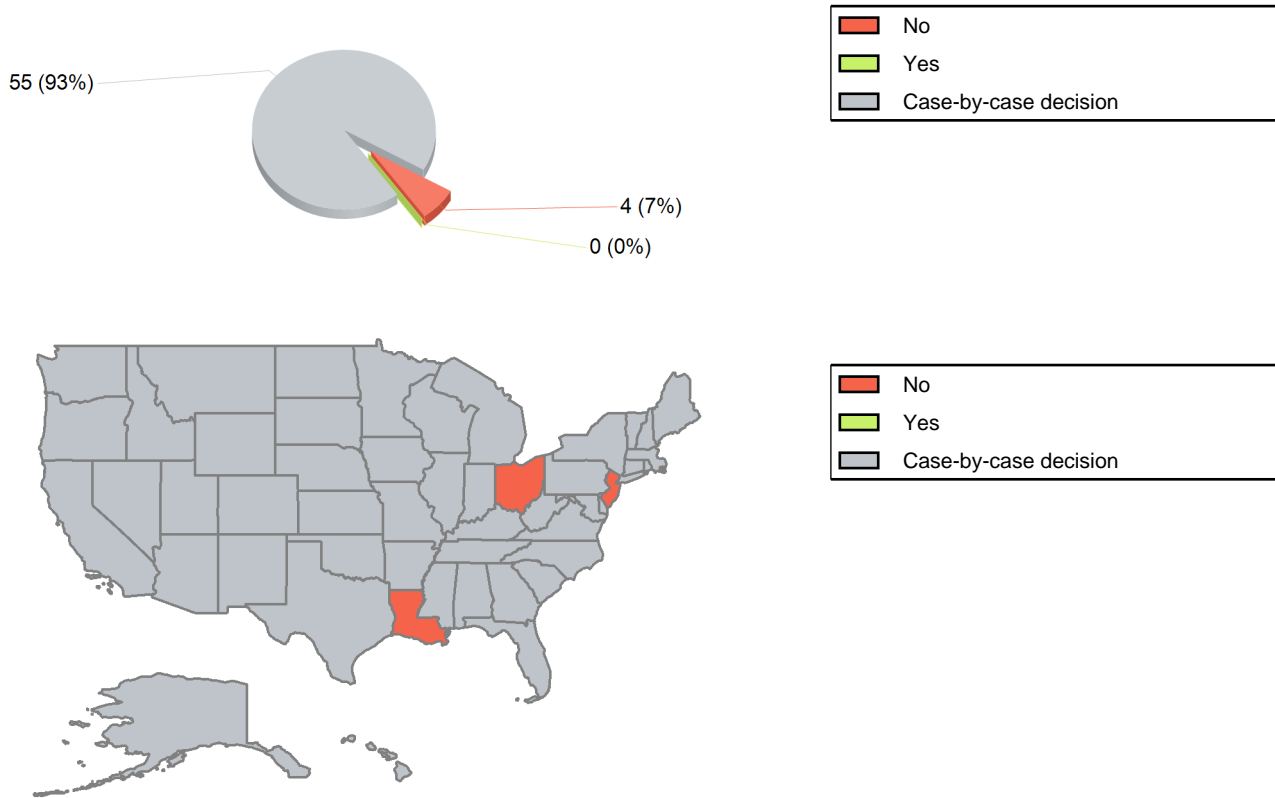 No
Yes
Case-by-case decision
55 (93%)
4 (7%)
0 (0%)
No
Yes
Case-by-case decision